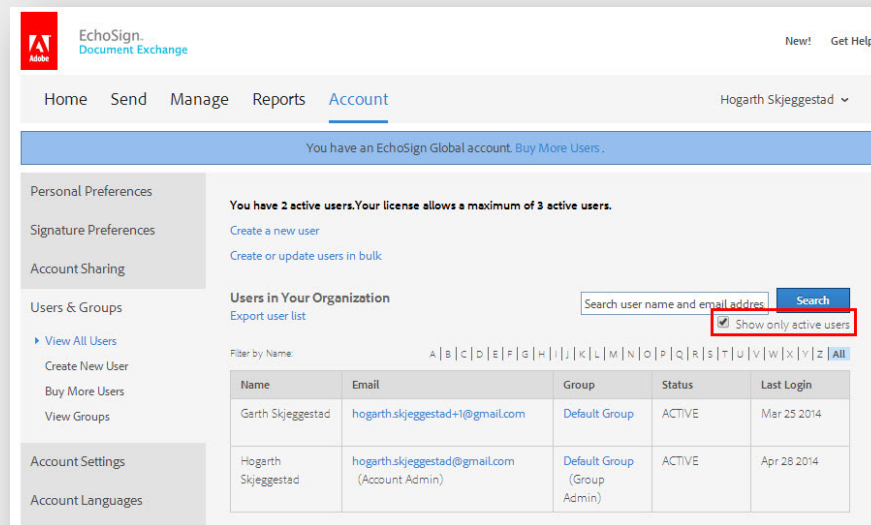 Adobe
EchoSign.
Document Exchange
New! Get Help
Home Send Manage Reports Account
Hogarth Skjeggestad
You have an EchoSign Global account. Buy More Users.
Personal Preferences
Signature Preferences
Account Sharing
Users & Groups
View All Users
Create New User
Buy More Users
View Groups
Account Settings
Account Languages
You have 2 active users.Your license allows a maximum of 3 active users.
Create a new user
Create or update users in bulk
Users in Your Organization
Export user list
Search user name and email addres
Search
Show only active users
Filter by Name: A|B|C|D|E|F|G|H|I|J|K|L|M|N|O|P|Q|R|S|T|U|V|W|X|Y|Z| All
Name Email Group Status Last Login
Garth Skjeggestad hogarth.skjeggestad+1@gmail.com Default Group ACTIVE Mar 25 2014
Hogarth hogarth.skjeggestad@gmail.com Default Group ACTIVE Apr 28 2014
Skjeggestad (Account Admin) (Group
Admin)